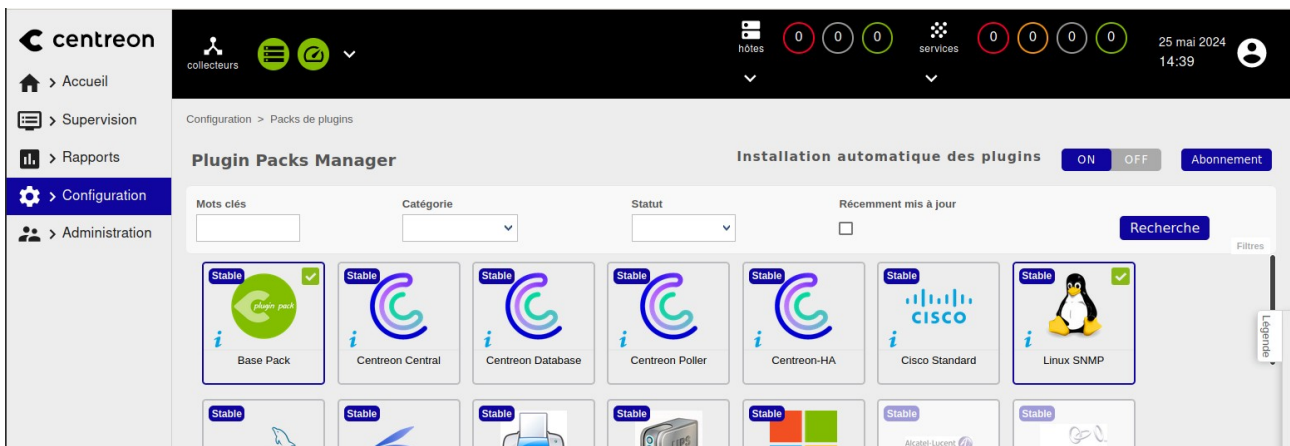 centreon
collecteurs
hôtes
0 0 0
services
0 0 0 0
25 mai 2024
14:39
> Accueil
> Supervision
> Rapports
> Configuration
> Administration
Configuration > Packs de plugins
Plugin Packs Manager
Installation automatique des plugins
ON OFF
Abonnement
Mots clés
Catégorie
Statut
Récemment mis à jour
Recherche
Filtres
Légende
Stable Stable Stable Stable Stable Stable Stable
plugin pack
CISCO
i i i i i i i
Base Pack
Centreon Central
Centreon Database
Centreon Poller
Centreon-HA
Cisco Standard
Linux SNMP
Stable Stable Stable Stable Stable Stable Stable
UPS
Alcatel-Lucent